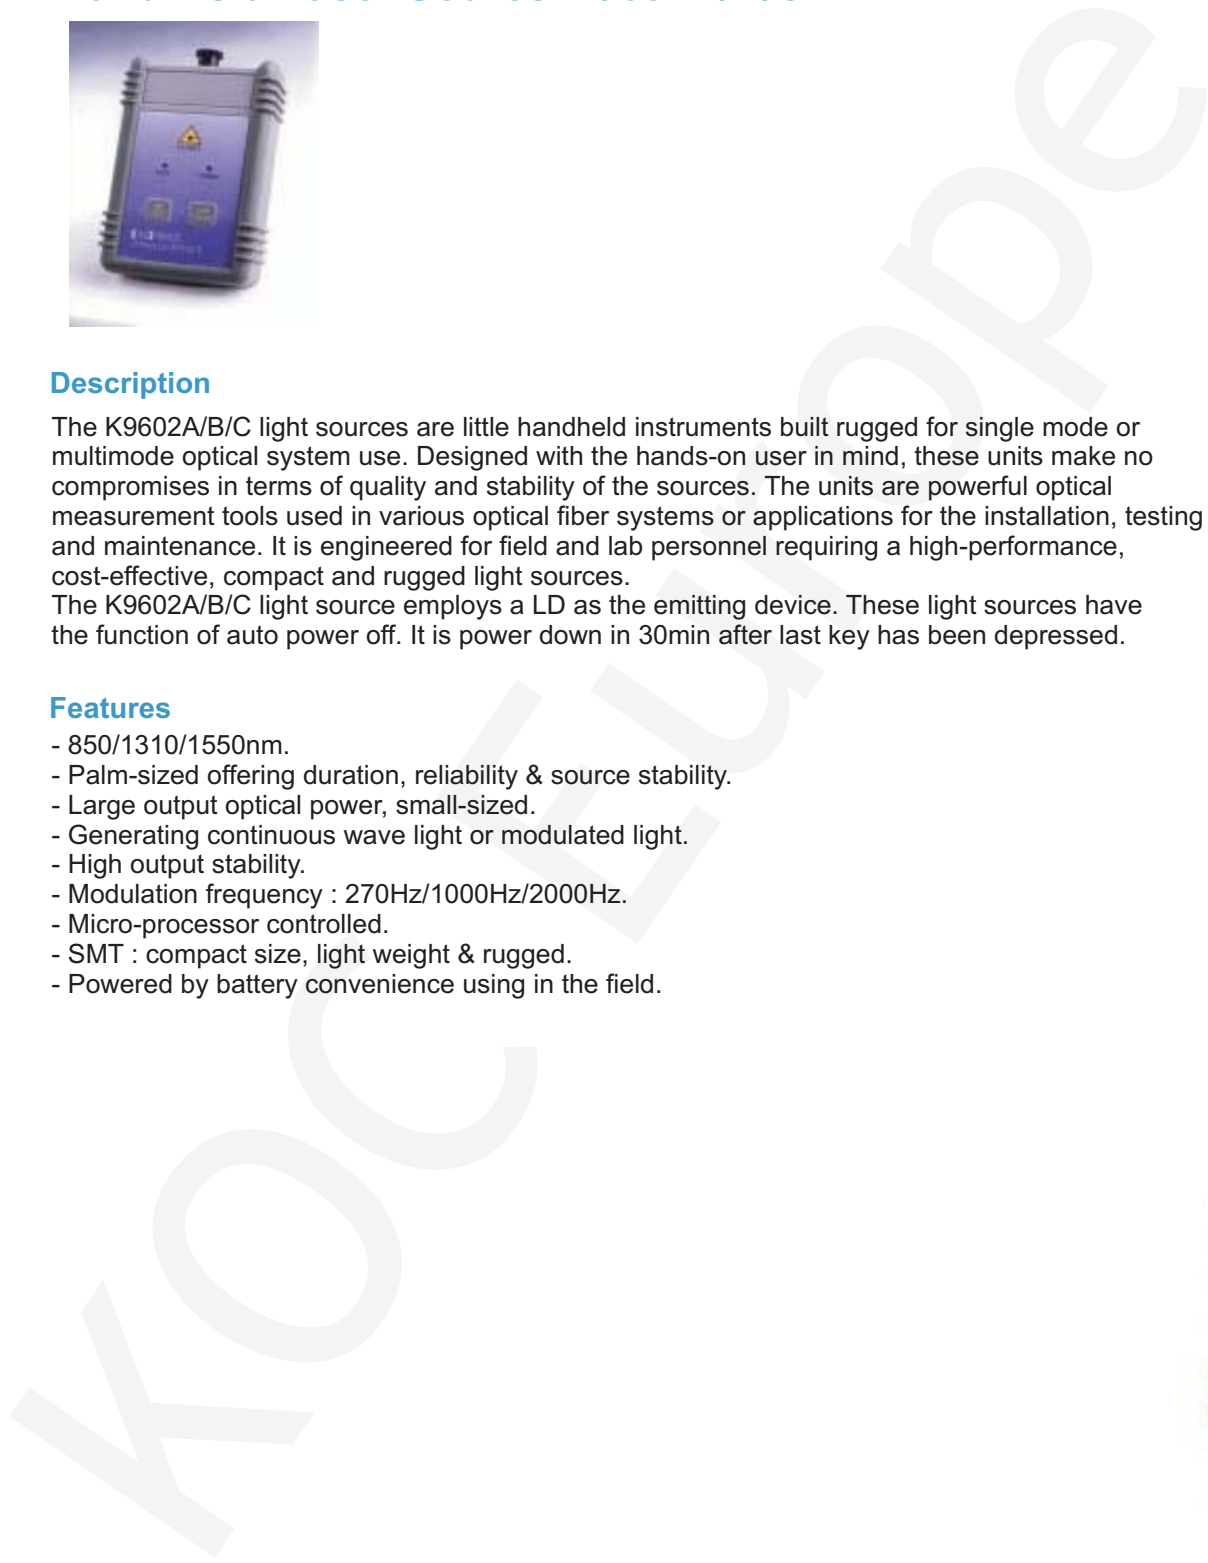 Description
The K9602A/B/C light sources are little handheld instruments built rugged for single mode or
multimode optical system use. Designed with the hands-on user in mind, these units make no
compromises in terms of quality and stability of the sources. The units are powerful optical
measurement tools used in various optical fiber systems or applications for the installation, testing
and maintenance. It is engineered for field and lab personnel requiring a high-performance,
cost-effective, compact and rugged light sources.
The K9602A/B/C light source employs a LD as the emitting device. These light sources have
the function of auto power off. It is power down in 30min after last key has been depressed.
Features
- 850/1310/1550nm.
- Palm-sized offering duration, reliability & source stability.
- Large output optical power, small-sized.
- Generating continuous wave light or modulated light.
- High output stability.
- Modulation frequency : 270Hz/1000Hz/2000Hz.
- Micro-processor controlled.
- SMT : compact size, light weight & rugged.
- Powered by battery convenience using in the field.
KOC Europe